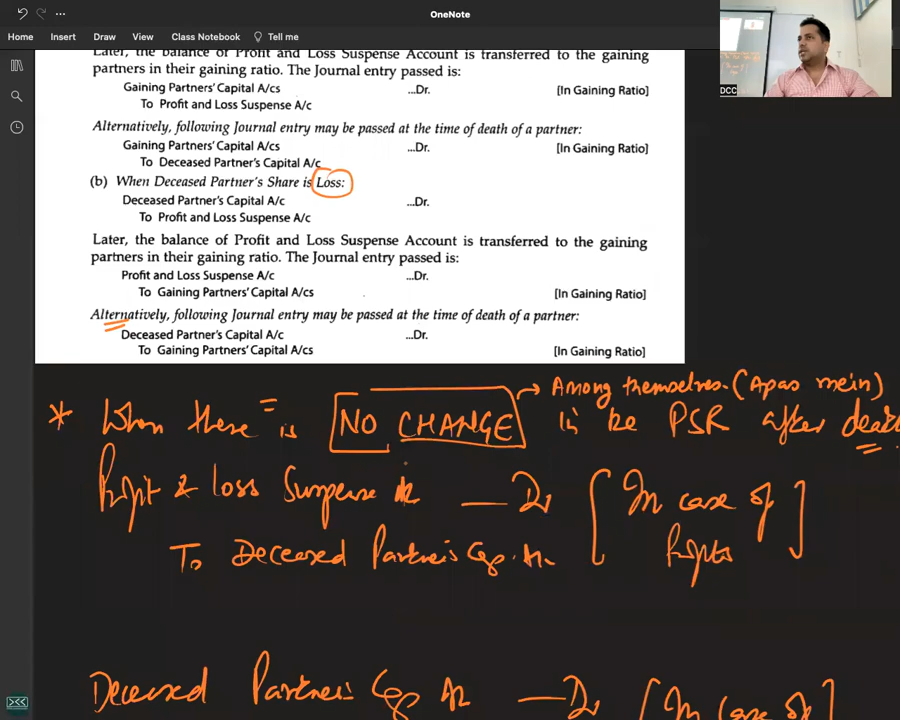 OneNote
Home Insert Draw View Class Notebook Tell me
DCC
Later, the balance of Profit and Loss Suspense Account is transferred to the gaining
partners in their gaining ratio. The Journal entry passed is:
Gaining Partners' Capital A/cs ...Dr. [In Gaining Ratio]
To Profit and Loss Suspense A/c
Alternatively, following Journal entry may be passed at the time of death of a partner:
Gaining Partners' Capital A/cs ...Dr. [In Gaining Ratio]
To Deceased Partner's Capital A/c
(b) When Deceased Partner's Share is Loss:
Deceased Partner's Capital A/c ...Dr.
To Profit and Loss Suspense A/c
Later, the balance of Profit and Loss Suspense Account is transferred to the gaining
partners in their gaining ratio. The Journal entry passed is:
Profit and Loss Suspense A/c ...Dr.
To Gaining Partners' Capital A/cs [In Gaining Ratio]
Alternatively, following Journal entry may be passed at the time of death of a partner:
Deceased Partner's Capital A/c ...Dr.
To Gaining Partners' Capital A/cs [In Gaining Ratio]
→ Among themselves. (Apas mein)
* When there is NO CHANGE in the PSR after death
Profit & loss Suspense A/c — Dr [In case of
To Deceased Partner's Cap. A/c Profits]
Deceased Partner's Cap A/c — Dr [In case of]